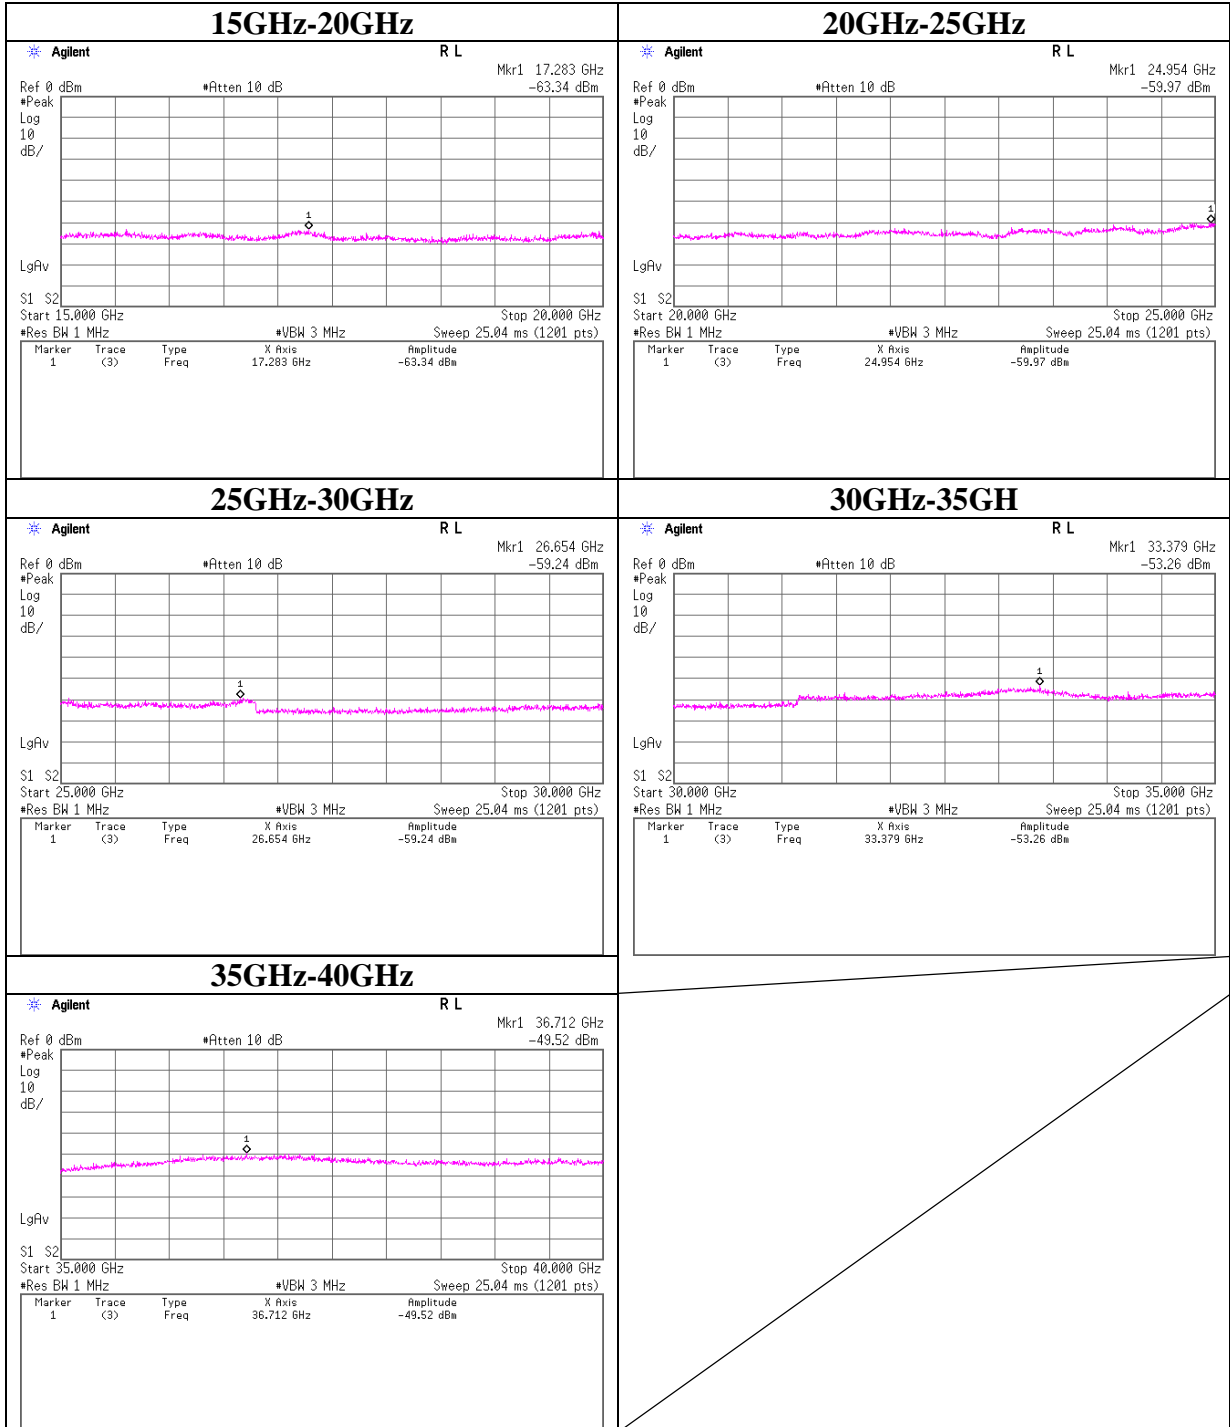 15GHz-20GHz
Agilent R L
Mkr1 17.283 GHz
Ref 0 dBm #Atten 10 dB -63.34 dBm
#Peak
Log
10
dB/
1
LgAv
S1 S2
Start 15.000 GHz Stop 20.000 GHz
#Res BW 1 MHz #VBW 3 MHz Sweep 25.04 ms (1201 pts)
Marker Trace Type X Axis Amplitude
1 (3) Freq 17.283 GHz -63.34 dBm
20GHz-25GHz
Agilent R L
Mkr1 24.954 GHz
Ref 0 dBm #Atten 10 dB -59.97 dBm
#Peak
Log
10
dB/
1
LgAv
S1 S2
Start 20.000 GHz Stop 25.000 GHz
#Res BW 1 MHz #VBW 3 MHz Sweep 25.04 ms (1201 pts)
Marker Trace Type X Axis Amplitude
1 (3) Freq 24.954 GHz -59.97 dBm
25GHz-30GHz
Agilent R L
Mkr1 26.654 GHz
Ref 0 dBm #Atten 10 dB -59.24 dBm
#Peak
Log
10
dB/
1
LgAv
S1 S2
Start 25.000 GHz Stop 30.000 GHz
#Res BW 1 MHz #VBW 3 MHz Sweep 25.04 ms (1201 pts)
Marker Trace Type X Axis Amplitude
1 (3) Freq 26.654 GHz -59.24 dBm
30GHz-35GH
Agilent R L
Mkr1 33.379 GHz
Ref 0 dBm #Atten 10 dB -53.26 dBm
#Peak
Log
10
dB/
1
LgAv
S1 S2
Start 30.000 GHz Stop 35.000 GHz
#Res BW 1 MHz #VBW 3 MHz Sweep 25.04 ms (1201 pts)
Marker Trace Type X Axis Amplitude
1 (3) Freq 33.379 GHz -53.26 dBm
35GHz-40GHz
Agilent R L
Mkr1 36.712 GHz
Ref 0 dBm #Atten 10 dB -49.52 dBm
#Peak
Log
10
dB/
1
LgAv
S1 S2
Start 35.000 GHz Stop 40.000 GHz
#Res BW 1 MHz #VBW 3 MHz Sweep 25.04 ms (1201 pts)
Marker Trace Type X Axis Amplitude
1 (3) Freq 36.712 GHz -49.52 dBm